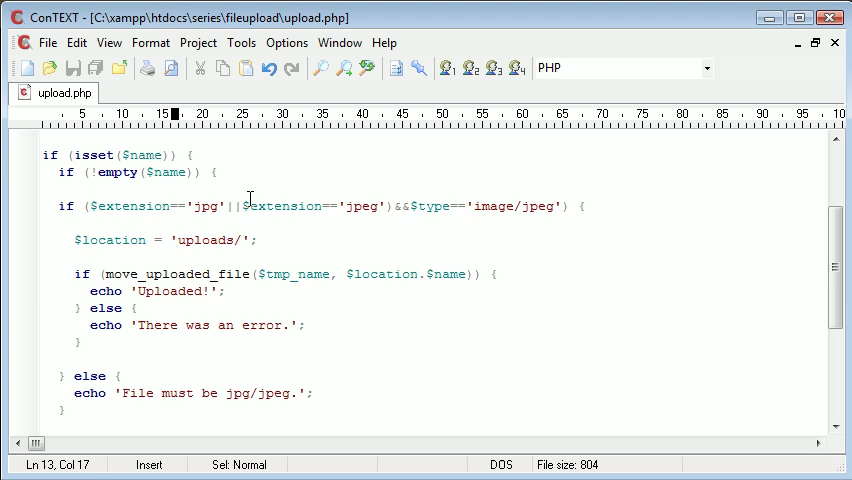 ConTEXT - [C:\xampp\htdocs\series\fileupload\upload.php]
File Edit View Format Project Tools Options Window Help
1 2 3 4 PHP
upload.php
5 10 15 20 25 30 35 40 45 50 55 60 65 70 75 80 85 90 95 10
if (isset($name)) {
if (!empty($name)) {
if ($extension=='jpg'||$extension=='jpeg')&&$type=='image/jpeg') {
$location = 'uploads/';
if (move_uploaded_file($tmp_name, $location.$name)) {
echo 'Uploaded!';
} else {
echo 'There was an error.';
}
} else {
echo 'File must be jpg/jpeg.';
}
Ln 13, Col 17 Insert Sel: Normal DOS File size: 804